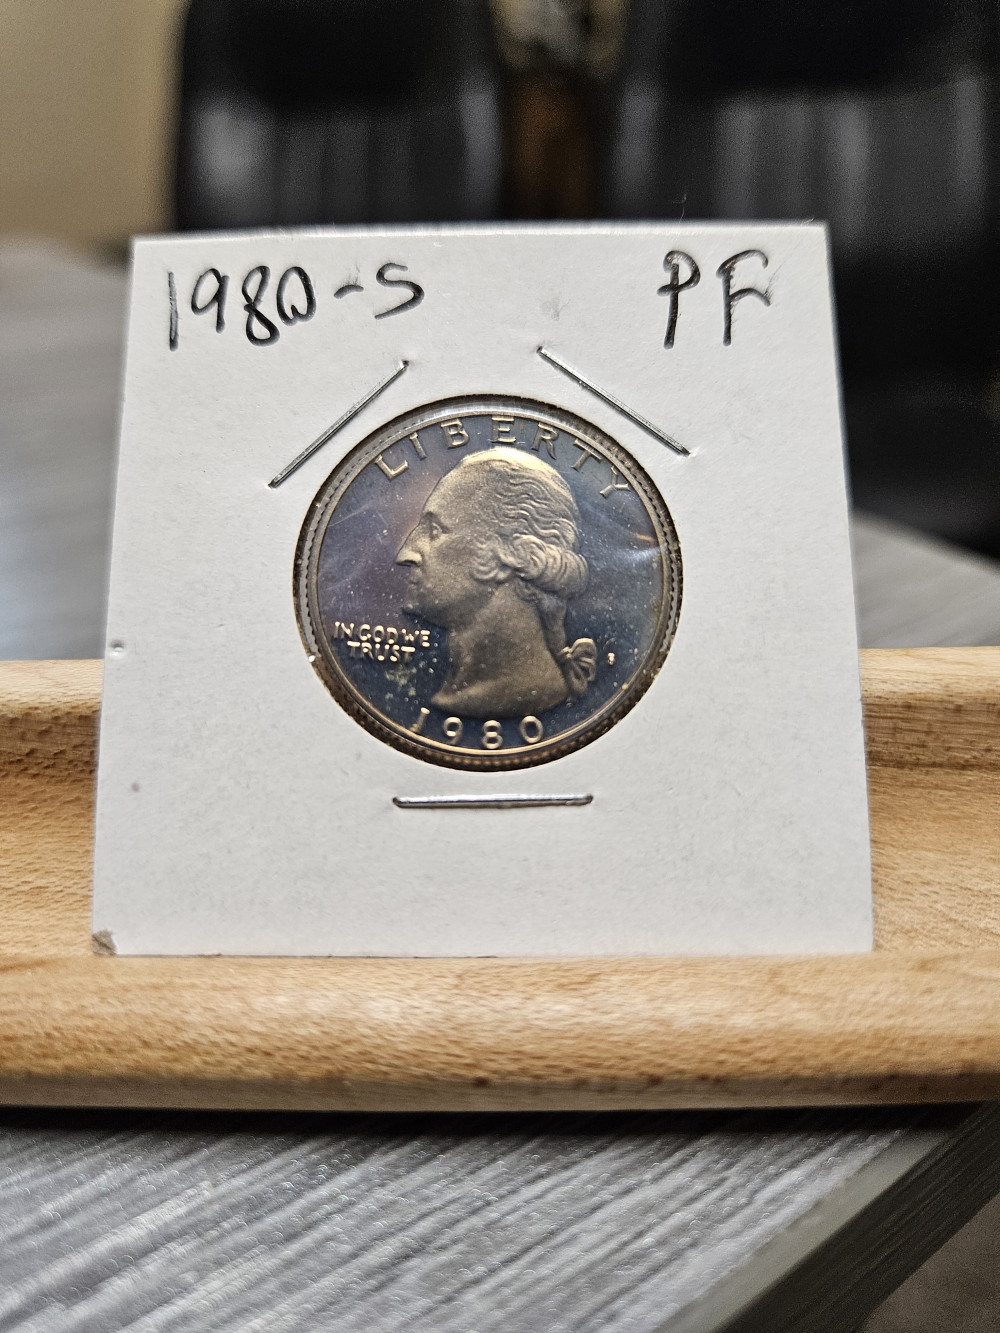 1980-S PF
LIBERTY
IN GOD WE
TRUST
S
1980